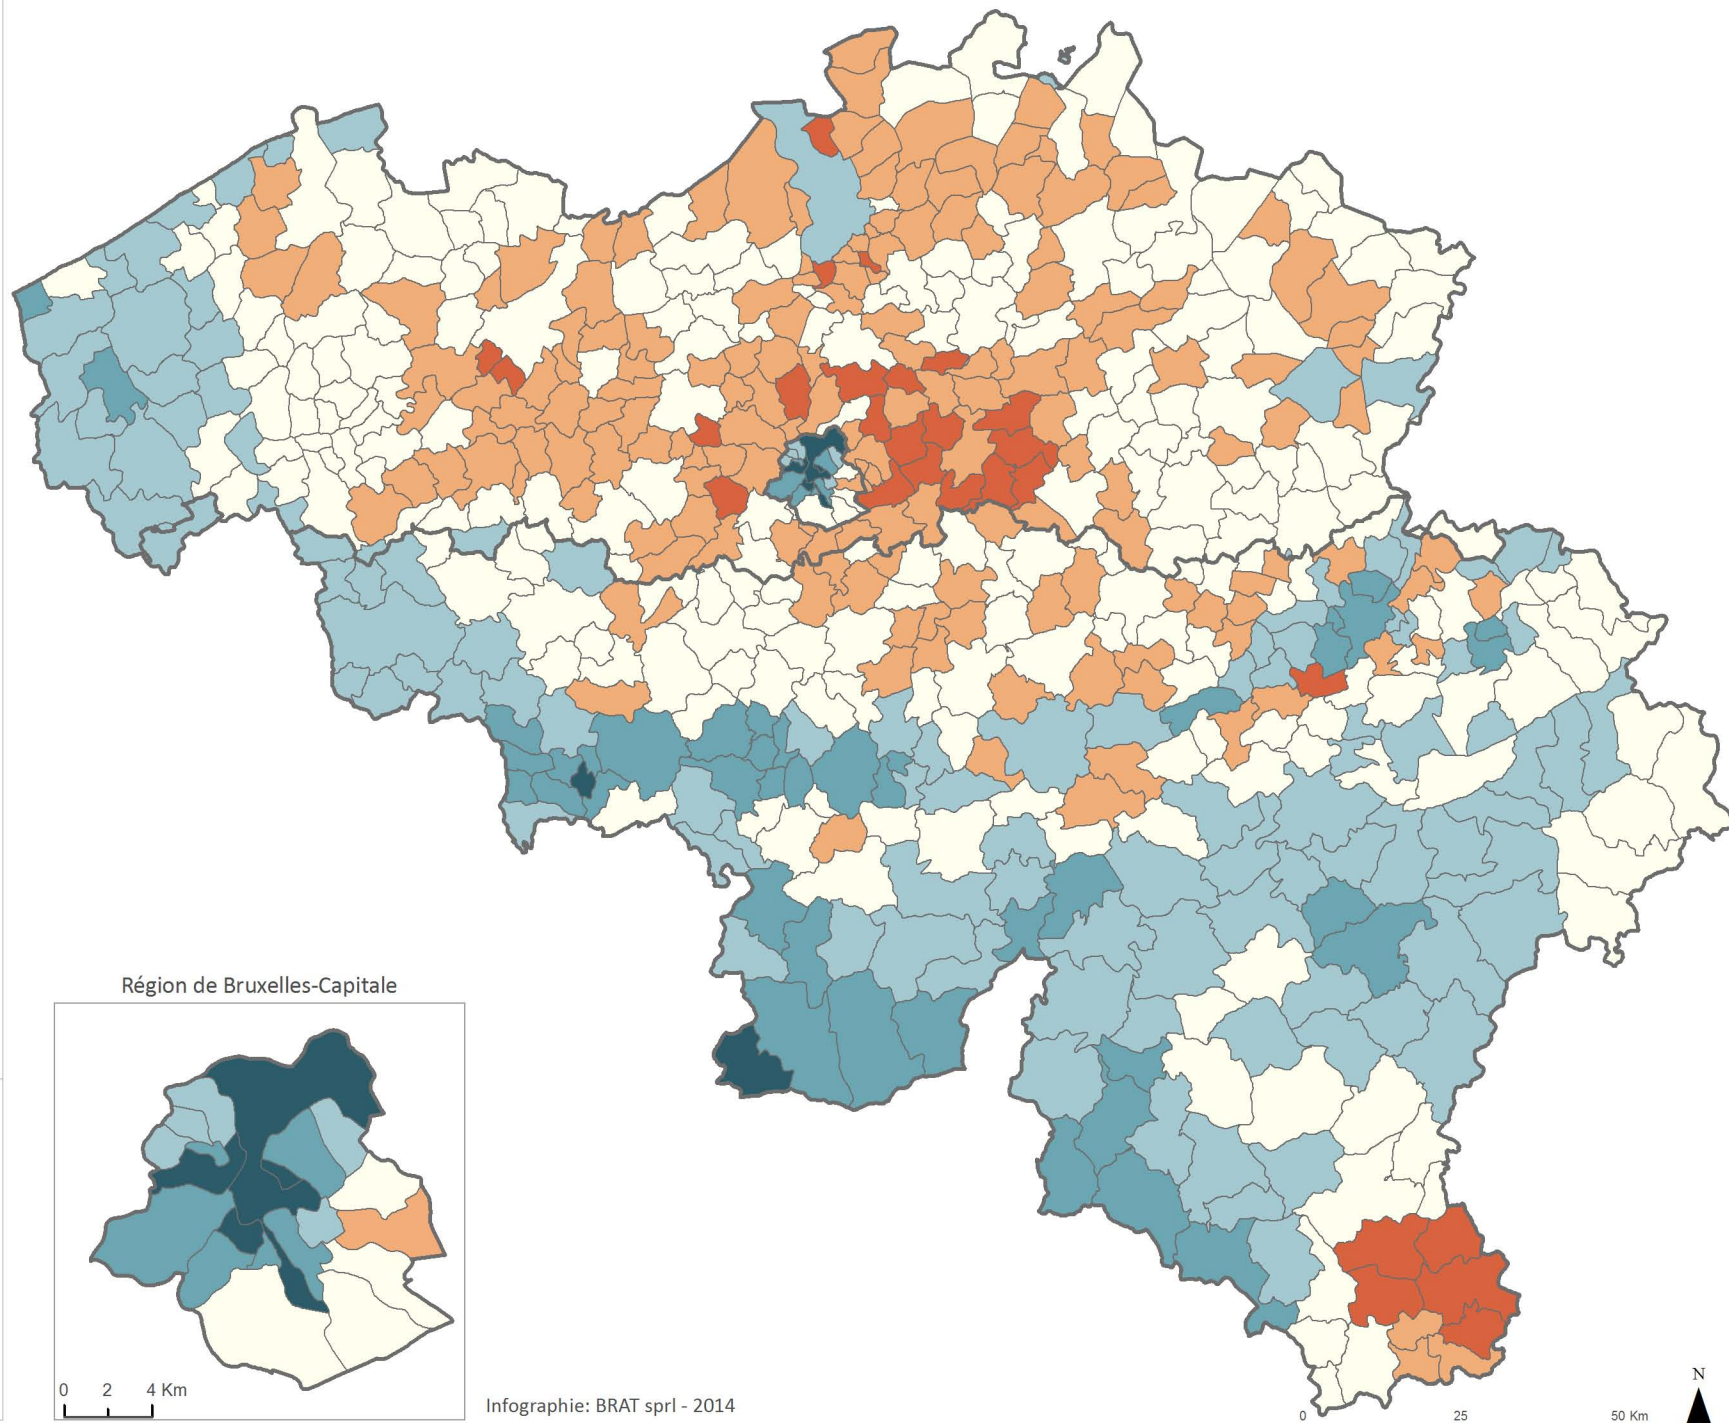 Région de Bruxelles-Capitale
0 2 4 Km
Infographie: BRAT sprl - 2014
N
0 25 50 Km